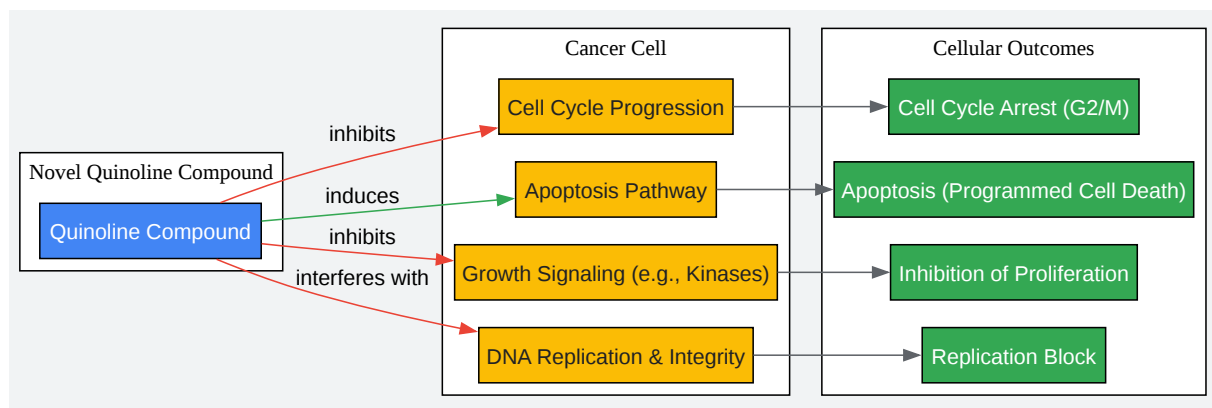 Novel Quinoline Compound
Quinoline Compound
inhibits
induces
inhibits
interferes with
Cancer Cell
Cell Cycle Progression
Apoptosis Pathway
Growth Signaling (e.g., Kinases)
DNA Replication & Integrity
Cellular Outcomes
Cell Cycle Arrest (G2/M)
Apoptosis (Programmed Cell Death)
Inhibition of Proliferation
Replication Block